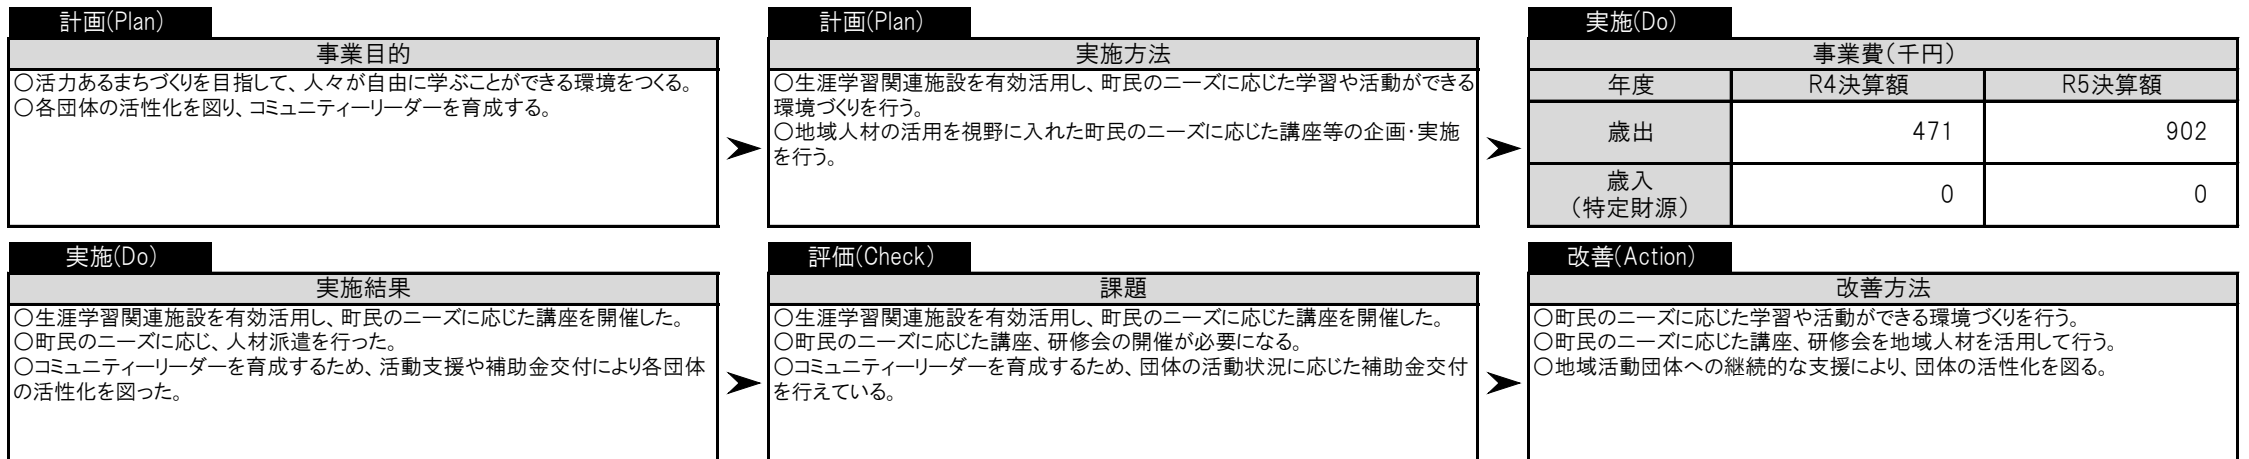 計画(Plan)
事業目的
○活力あるまちづくりを目指して、人々が自由に学ぶことができる環境をつくる。
○各団体の活性化を図り、コミュニティーリーダーを育成する。
計画(Plan)
実施方法
○生涯学習関連施設を有効活用し、町民のニーズに応じた学習や活動ができる
環境づくりを行う。
○地域人材の活用を視野に入れた町民のニーズに応じた講座等の企画・実施
を行う。
実施(Do)
事業費(千円)
年度 R4決算額 R5決算額
歳出 471 902
歳入
(特定財源) 0 0
実施(Do)
実施結果
○生涯学習関連施設を有効活用し、町民のニーズに応じた講座を開催した。
○町民のニーズに応じ、人材派遣を行った。
○コミュニティーリーダーを育成するため、活動支援や補助金交付により各団体
の活性化を図った。
評価(Check)
課題
○生涯学習関連施設を有効活用し、町民のニーズに応じた講座を開催した。
○町民のニーズに応じた講座、研修会の開催が必要になる。
○コミュニティーリーダーを育成するため、団体の活動状況に応じた補助金交付
を行えている。
改善(Action)
改善方法
○町民のニーズに応じた学習や活動ができる環境づくりを行う。
○町民のニーズに応じた講座、研修会を地域人材を活用して行う。
○地域活動団体への継続的な支援により、団体の活性化を図る。